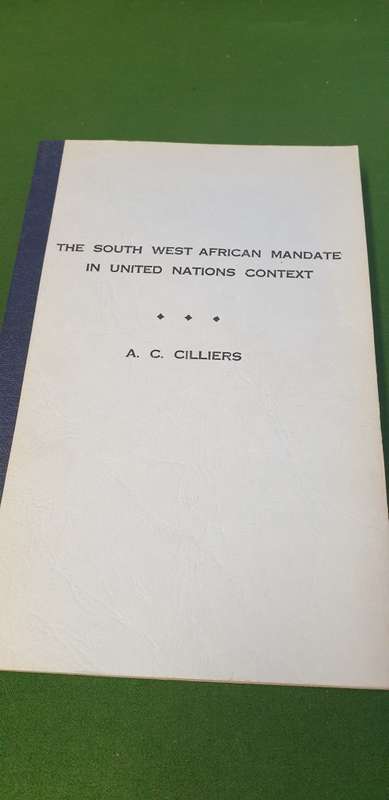 THE SOUTH WEST AFRICAN MANDATE
IN UNITED NATIONS CONTEXT
A. C. CILLIERS